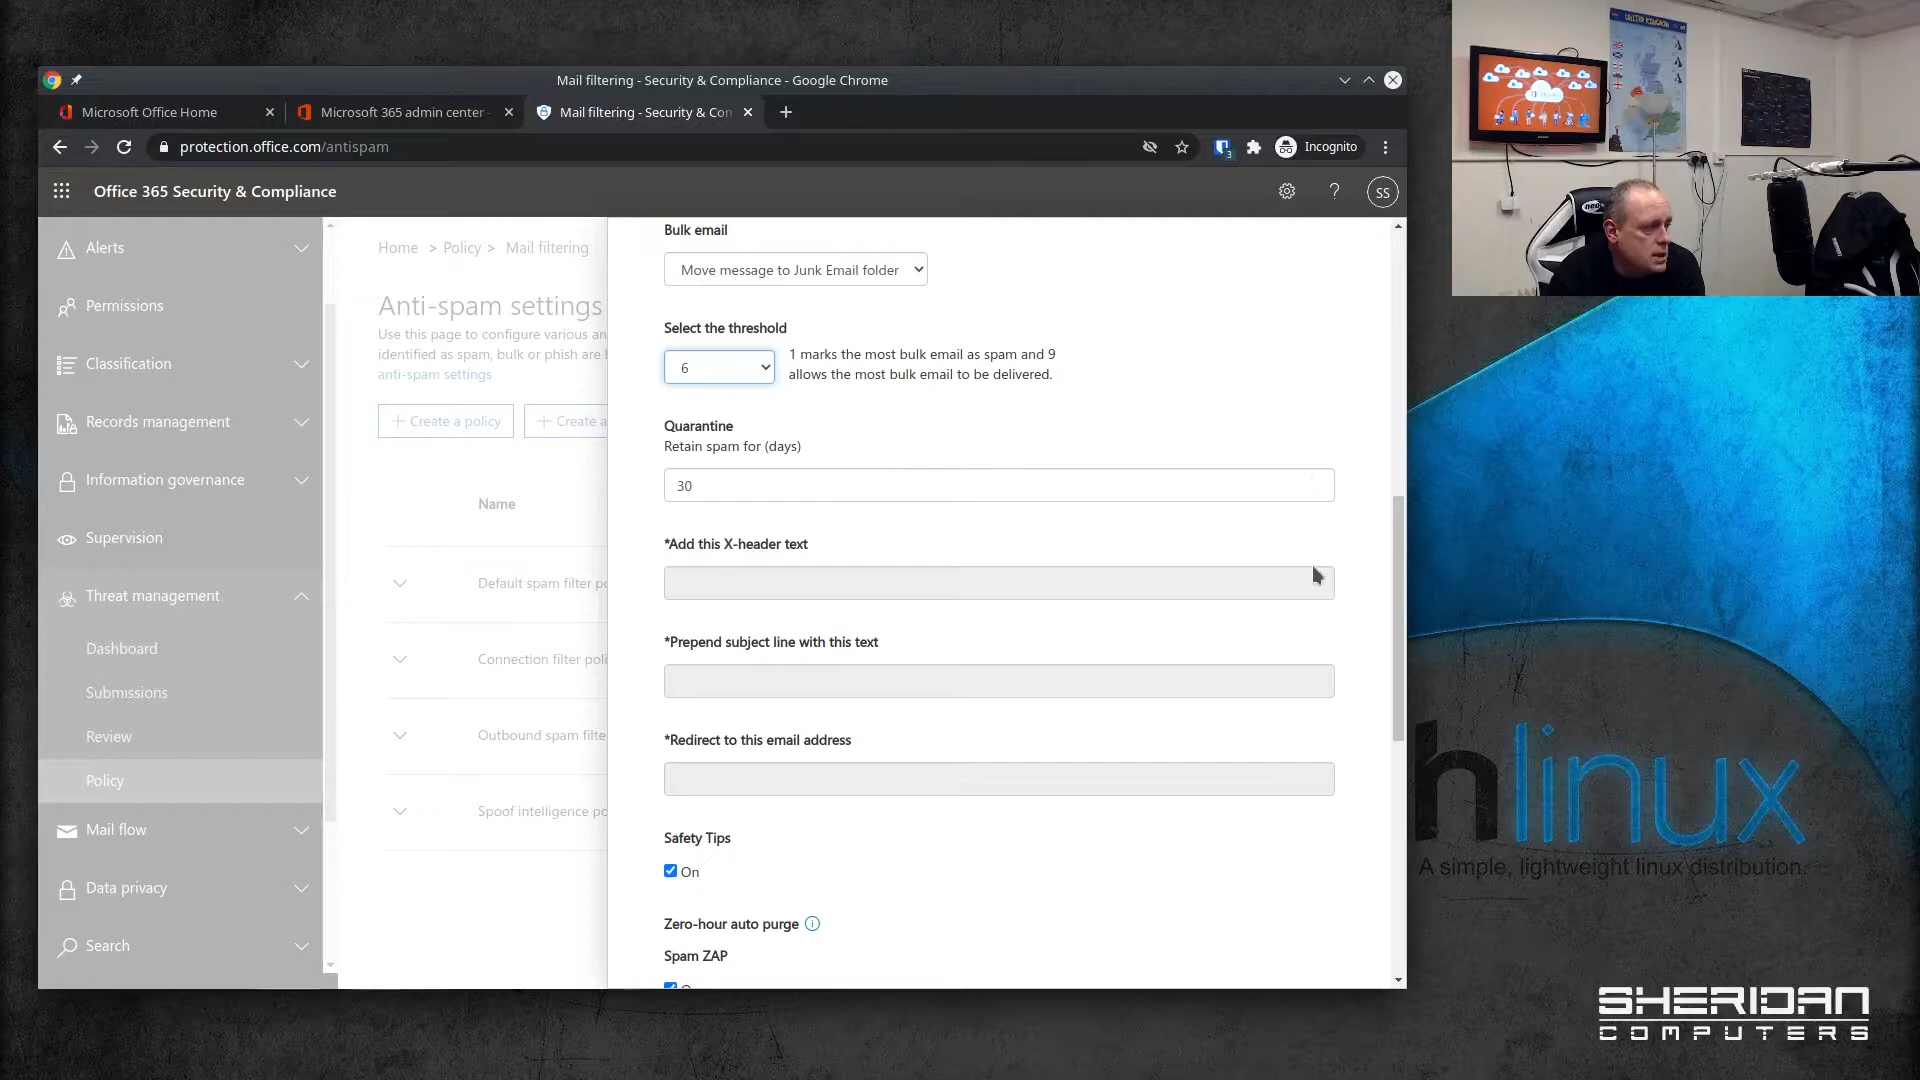 Mail filtering - Security & Compliance - Google Chrome
Microsoft Office Home
Microsoft 365 admin center -
Mail filtering - Security & Con
protection.office.com/antispam
3
Incognito
Office 365 Security & Compliance
?
SS
Alerts
Permissions
Classification
Records management
Information governance
Supervision
Threat management
Dashboard
Submissions
Review
Policy
Mail flow
Data privacy
Search
Home > Policy > Mail filtering
Anti-spam settings
Use this page to configure various an
identified as spam, bulk or phish are
anti-spam settings
+ Create a policy
+ Create a
Name
Default spam filter po
Connection filter poli
Outbound spam filte
Spoof intelligence po
Bulk email
Move message to Junk Email folder
Select the threshold
6
1 marks the most bulk email as spam and 9
allows the most bulk email to be delivered.
Quarantine
Retain spam for (days)
30
*Add this X-header text
*Prepend subject line with this text
*Redirect to this email address
Safety Tips
On
Zero-hour auto purge
Spam ZAP
UNITED KINGDOM
neo
hlinux
A simple, lightweight linux distribution.
SHERIDAN
COMPUTERS